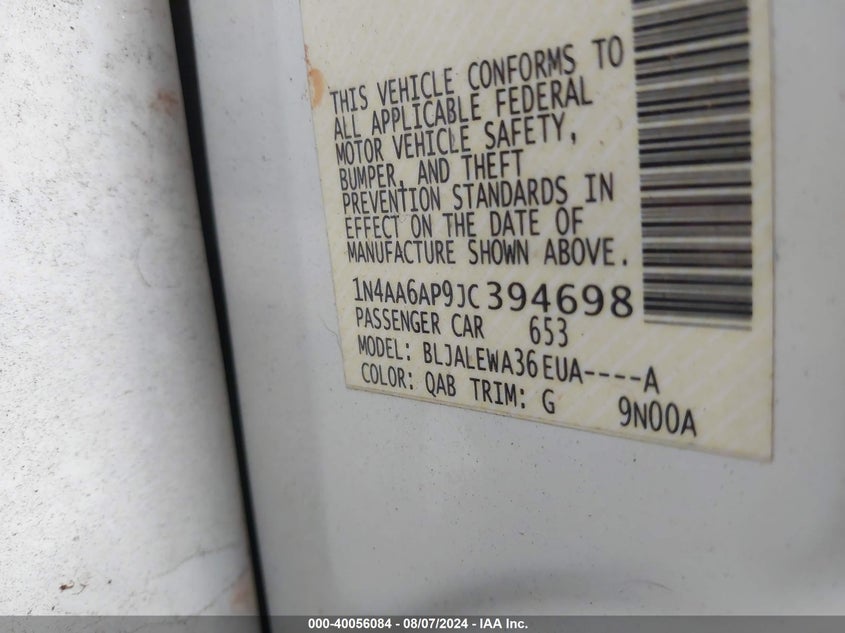 THIS VEHICLE CONFORMS TO
ALL APPLICABLE FEDERAL
MOTOR VEHICLE SAFETY,
BUMPER, AND THEFT
PREVENTION STANDARDS IN
EFFECT ON THE DATE OF
MANUFACTURE SHOWN ABOVE.
1N4AA6AP9JC394698
PASSENGER CAR 653
MODEL: BLJALEWA36EUA----A
COLOR: QAB TRIM: G 9N00A
000-40056084 - 08/07/2024 - IAA Inc.